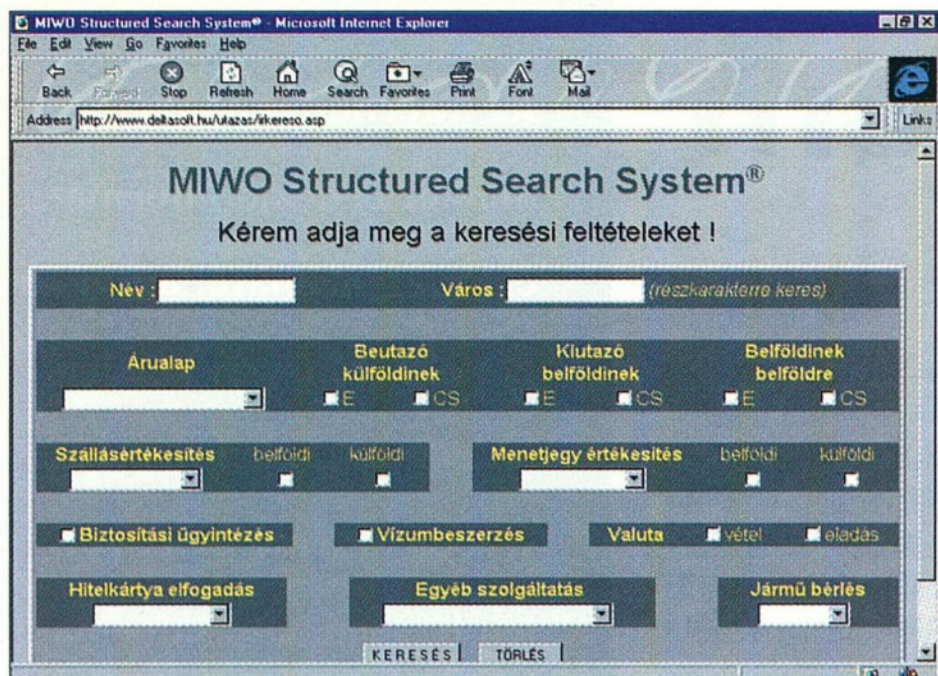 MIWO Structured Search System® - Microsoft Internet Explorer
File Edit View Go Favorites Help
Back Forward Stop Refresh Home Search Favorites Print Font Mail
Address http://www.deltasoft.hu/utazas/irkereso.asp Links
MIWO Structured Search System®
Kérem adja meg a keresési feltételeket !
Név : Város : (részkarakterre keres)
Árualap Beutazó külföldinek Kiutazó belföldinek Belföldinek belföldre
E CS E CS E CS
Szállásértékesítés belföldi külföldi Menetjegy értékesítés belföldi külföldi
Biztosítási ügyintézés Vízumbeszerzés Valuta vétel eladás
Hitelkártya elfogadás Egyéb szolgáltatás Jármű bérlés
KERESÉS TÖRLÉS